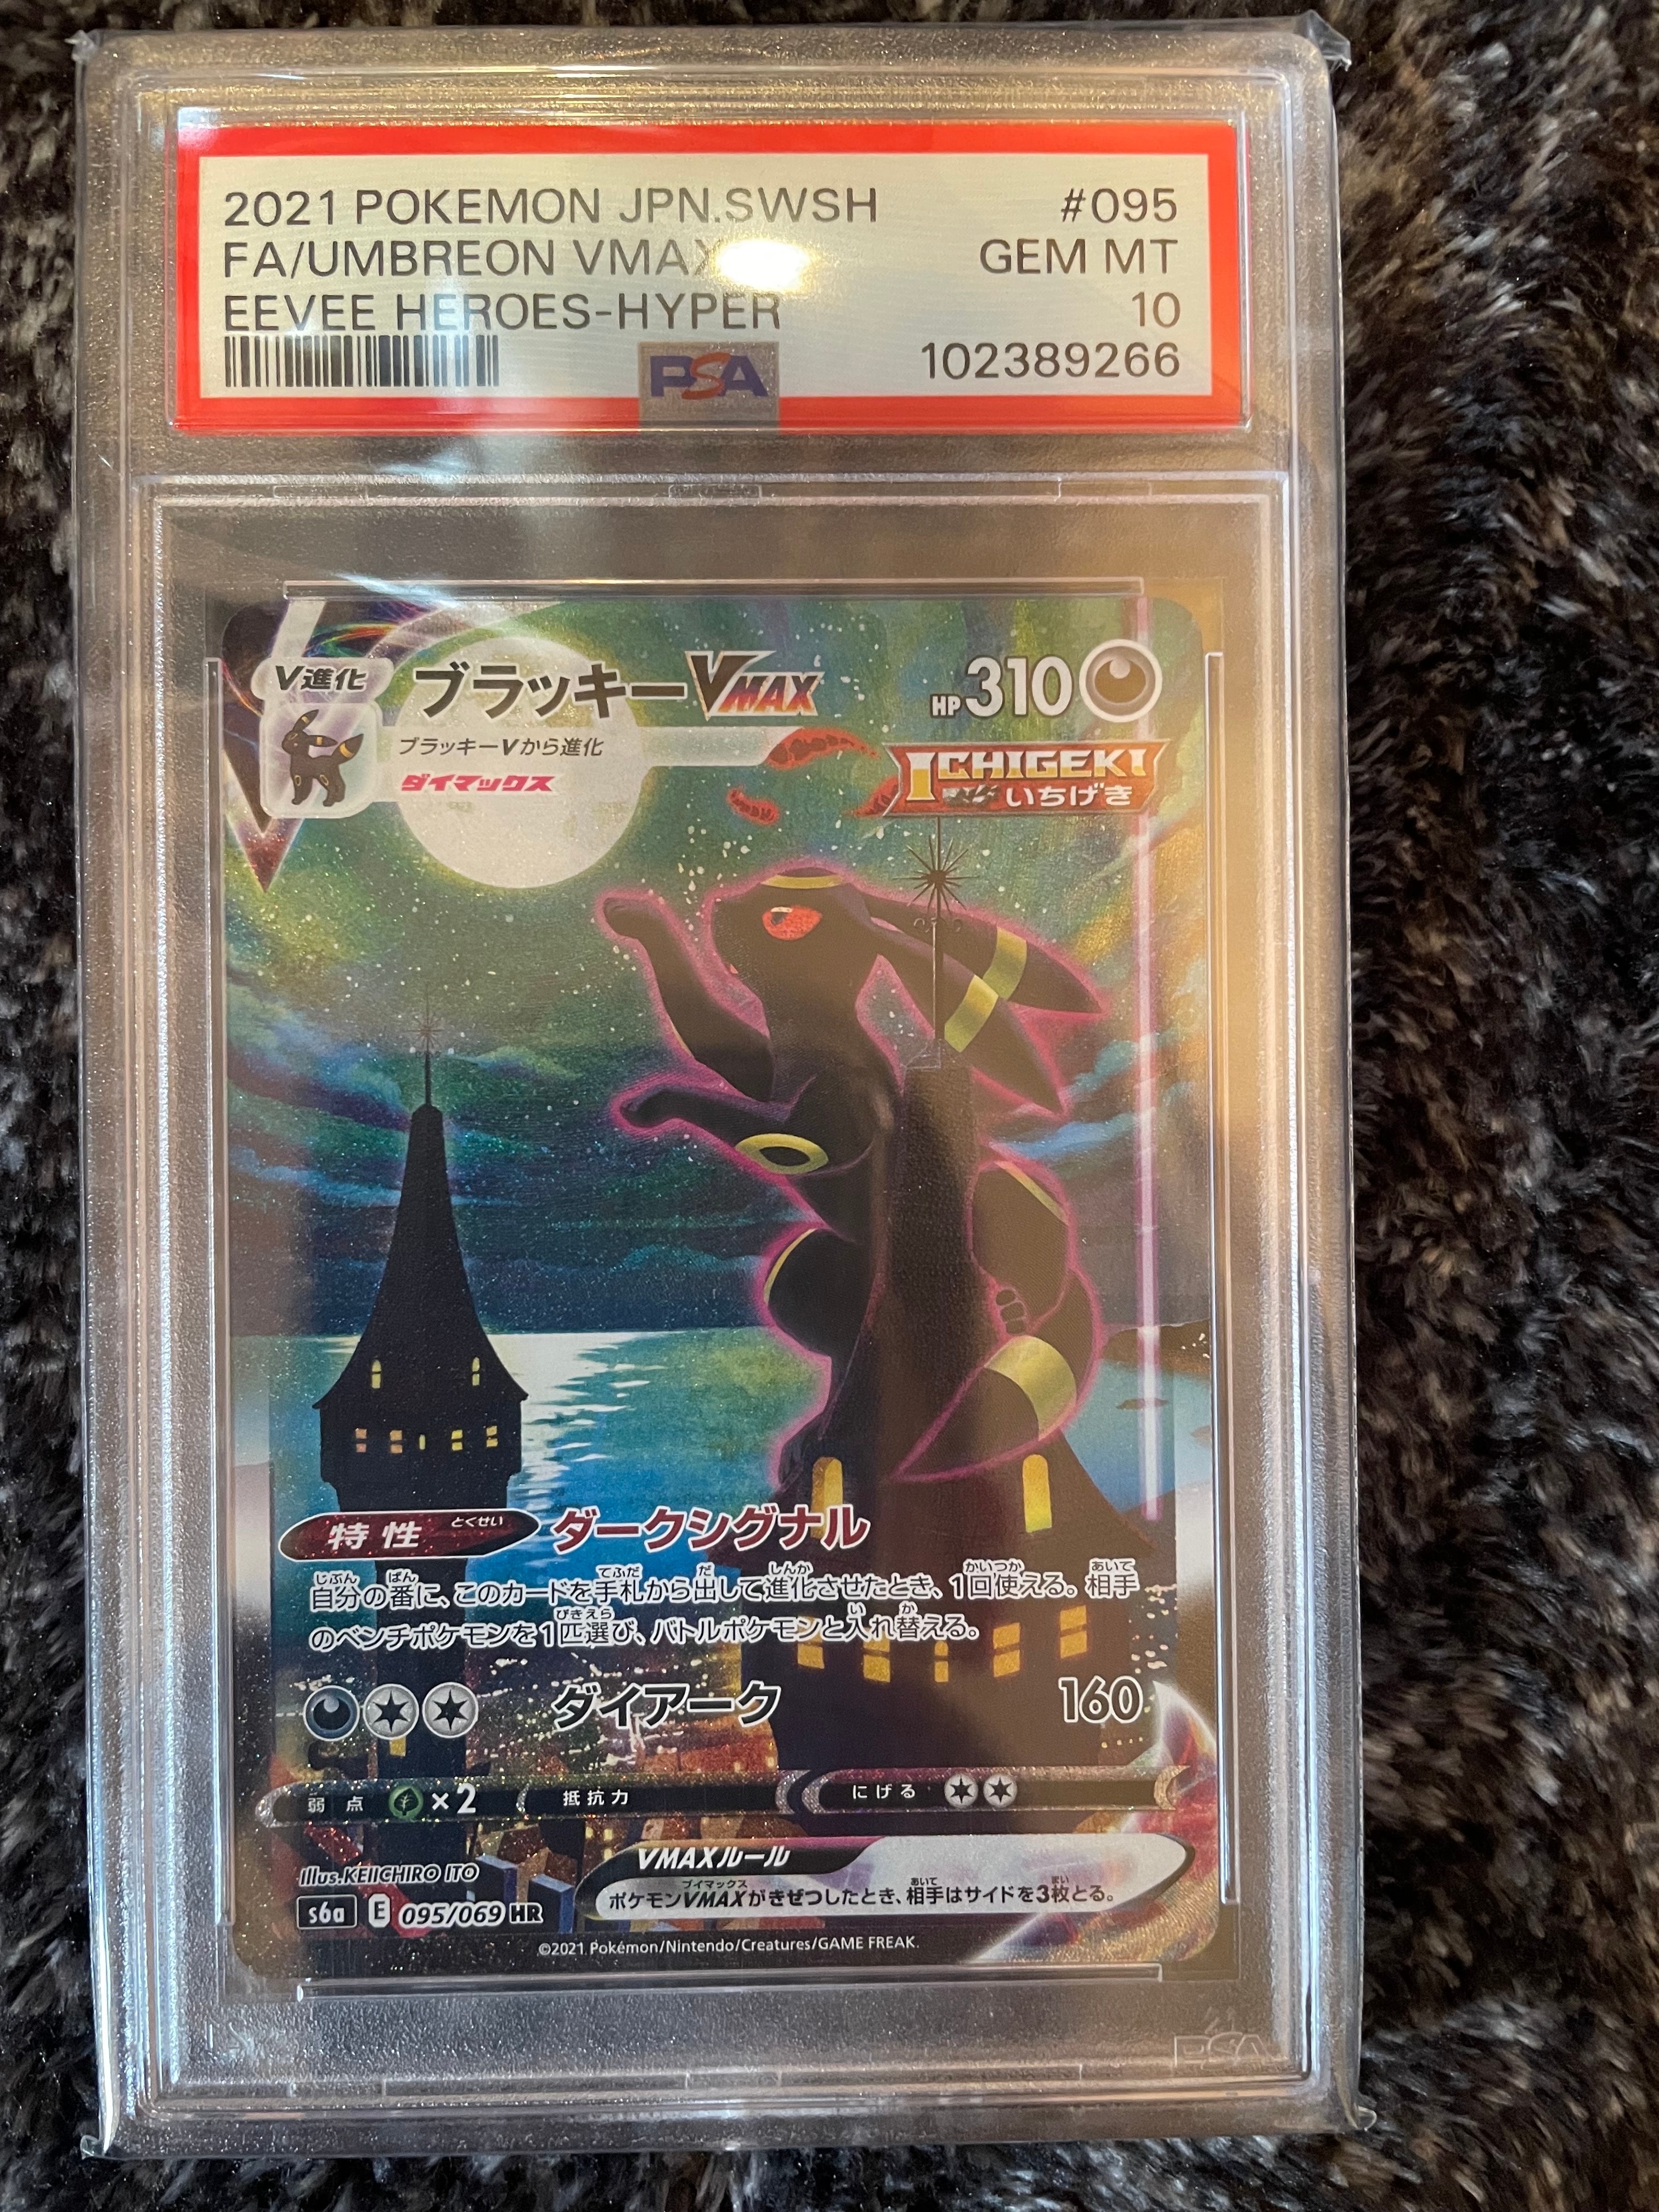 2021 POKEMON JPN.SWSH #095
FA/UMBREON VMAX GEM MT
EEVEE HEROES-HYPER 10
PSA 102389266
V進化
ブラッキーVMAX HP310
ブラッキーVから進化
ダイマックス
ICHIGEKI
いちげき
特性 とくせい ダークシグナル
自分の番に、このカードを手札から出して進化させたとき、1回使える。相手
のベンチポケモンを1匹選び、バトルポケモンと入れ替える。
ダイアーク 160
弱点 ×2 抵抗力 にげる
VMAXルール
ポケモンVMAXがきぜつしたとき、相手はサイドを3枚とる。
Illus.KEIICHIRO ITO
s6a E 095/069 HR
©2021 Pokémon/Nintendo/Creatures/GAME FREAK.
PSA